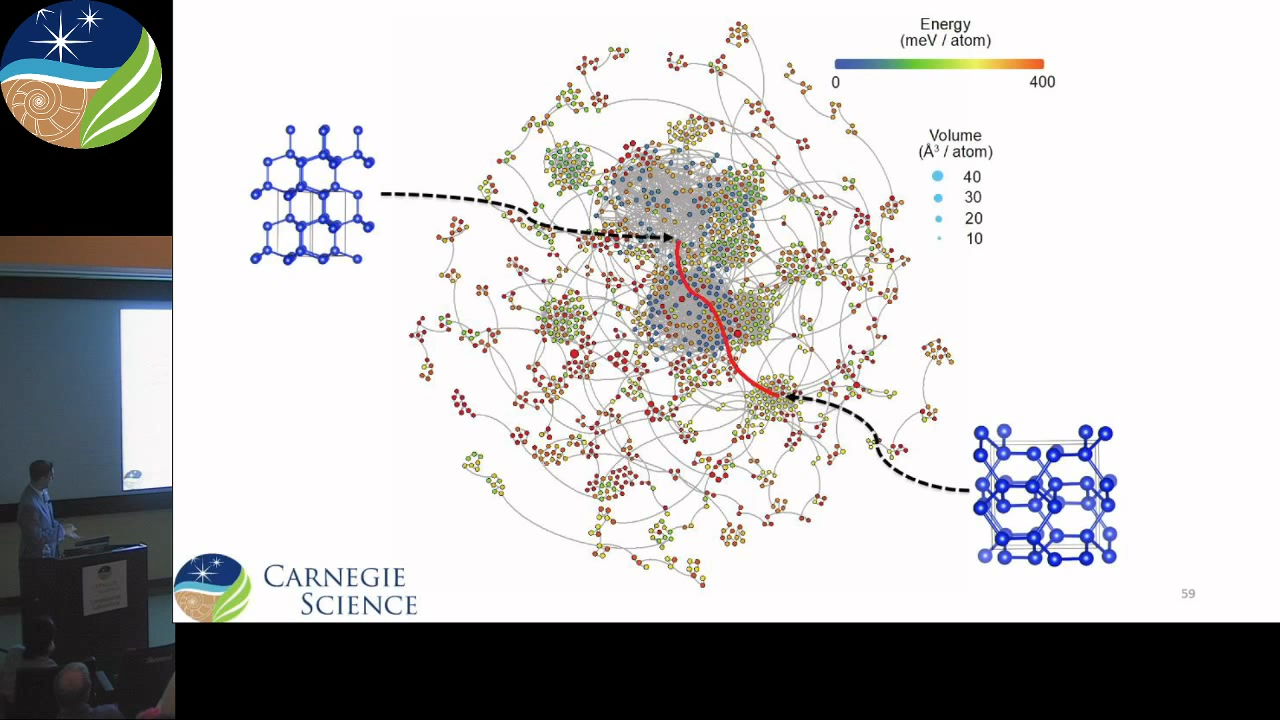 Energy
(meV / atom)
0
400
Volume
(Å³ / atom)
40
30
20
10
CARNEGIE
SCIENCE
59